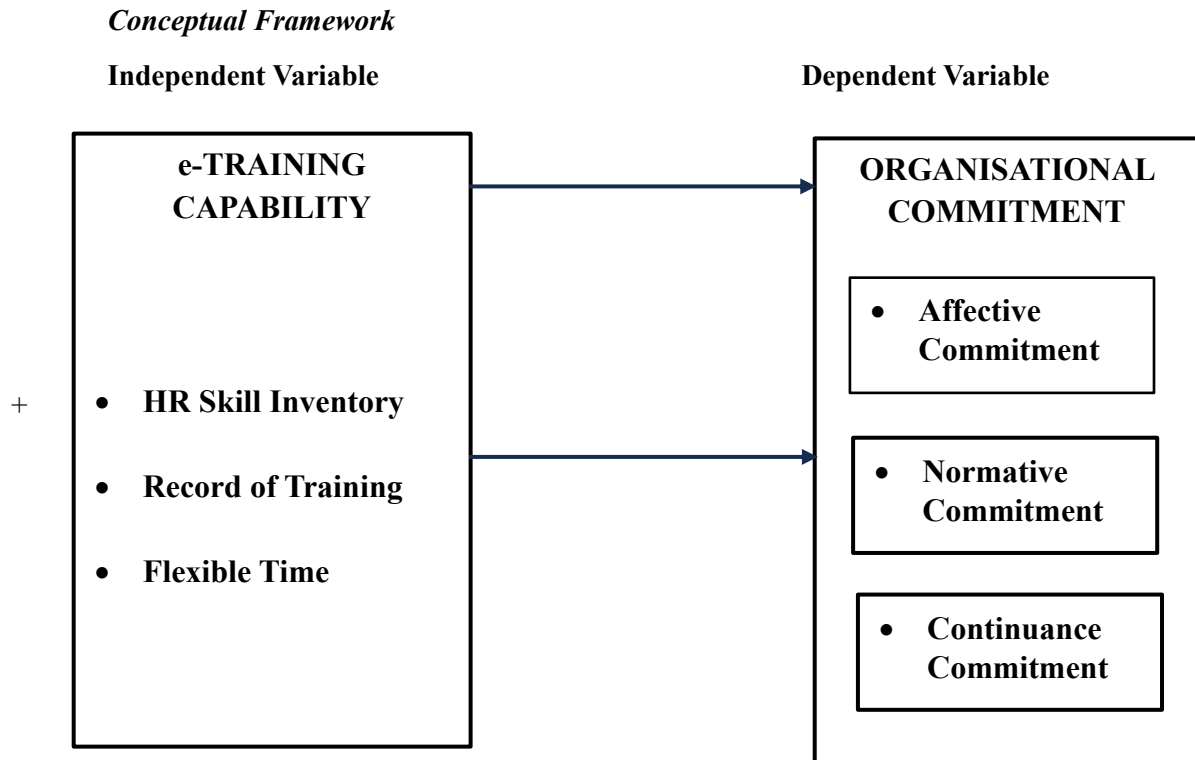 Conceptual Framework
Independent Variable
Dependent Variable
e-TRAINING
CAPABILITY
+
• HR Skill Inventory
• Record of Training
• Flexible Time
ORGANISATIONAL
COMMITMENT
• Affective
Commitment
• Normative
Commitment
• Continuance
Commitment